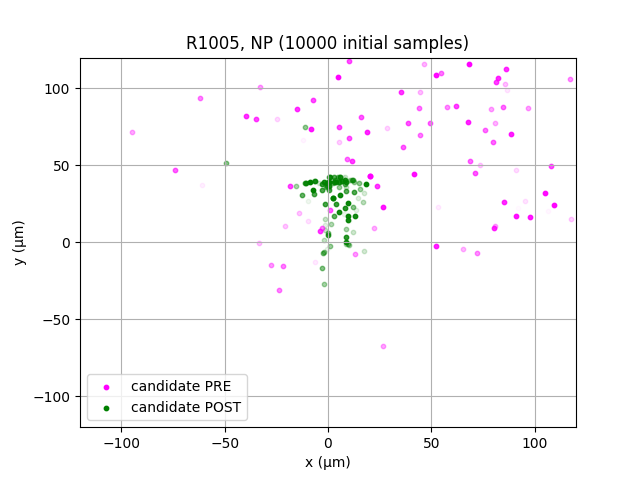 R1005, NP (10000 initial samples)
100
50
0
−50
−100
y (μm)
candidate PRE
candidate POST
−100
−50
0
50
100
x (μm)